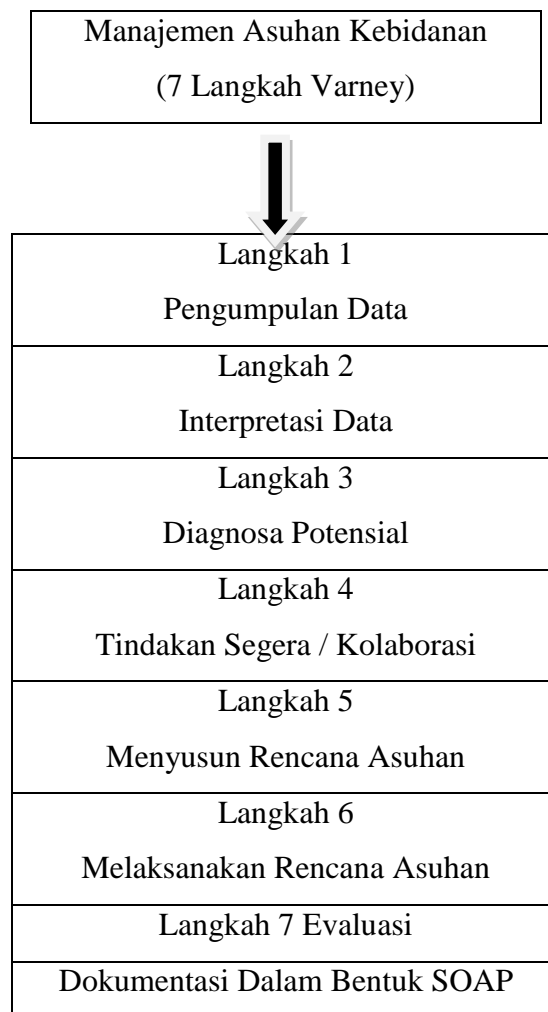 Manajemen Asuhan Kebidanan
(7 Langkah Varney)
Langkah 1
Pengumpulan Data
Langkah 2
Interpretasi Data
Langkah 3
Diagnosa Potensial
Langkah 4
Tindakan Segera / Kolaborasi
Langkah 5
Menyusun Rencana Asuhan
Langkah 6
Melaksanakan Rencana Asuhan
Langkah 7 Evaluasi
Dokumentasi Dalam Bentuk SOAP